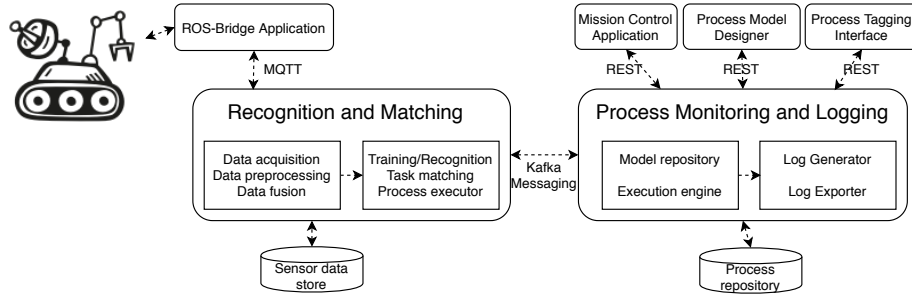 ROS-Bridge Application
Mission Control
Application
Process Model
Designer
Process Tagging
Interface
MQTT
REST
REST
REST
Recognition and Matching
Process Monitoring and Logging
Data acquisition
Data preprocessing
Data fusion
Training/Recognition
Task matching
Process executor
Kafka
Messaging
Model repository
Execution engine
Log Generator
Log Exporter
Sensor data
store
Process
repository